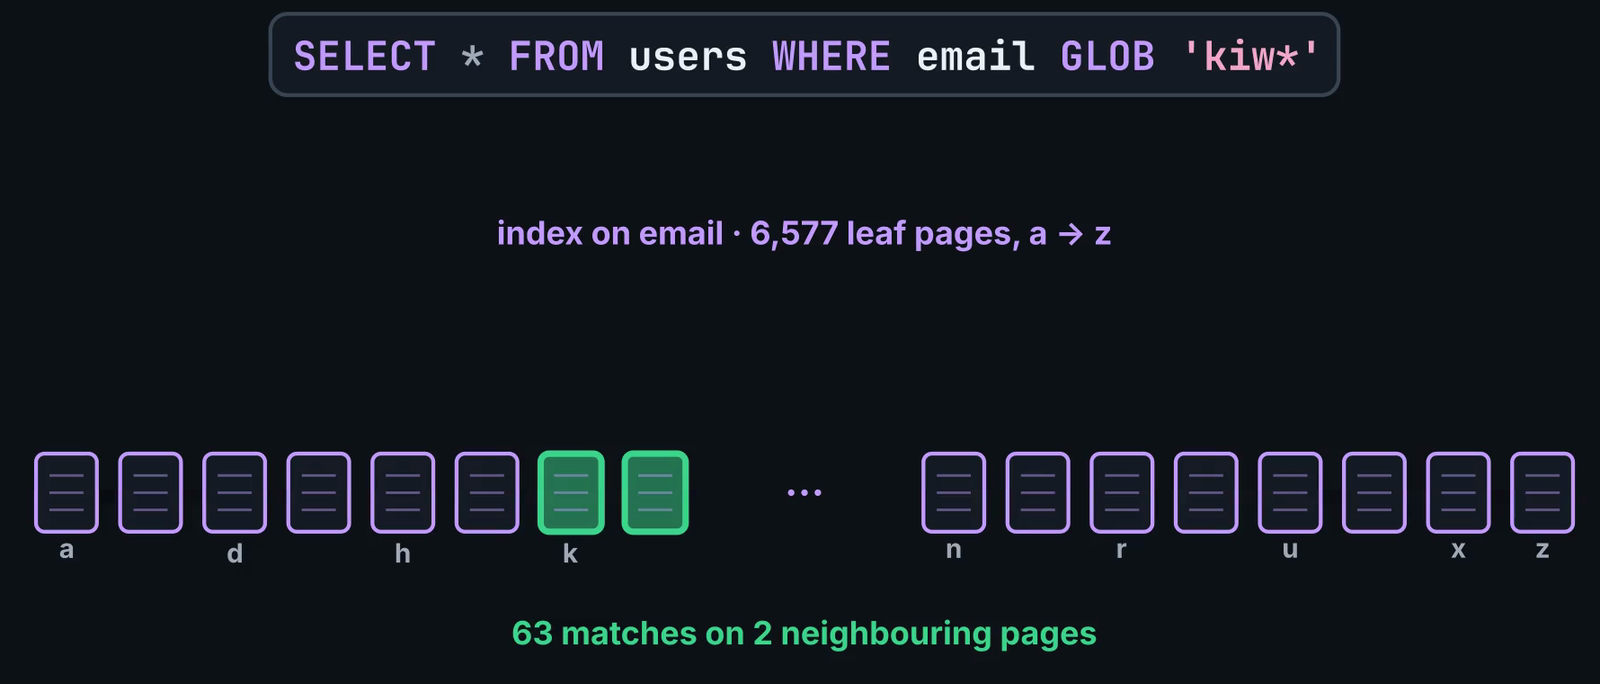 SELECT * FROM users WHERE email GLOB 'kiw*'
index on email · 6,577 leaf pages, a → z
...
a d h k n r u x z
63 matches on 2 neighbouring pages